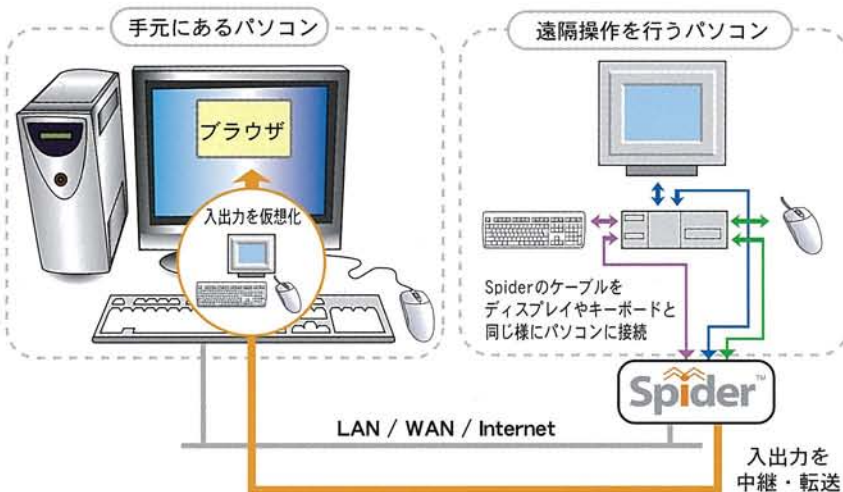 手元にあるパソコン
ブラウザ
入出力を仮想化
遠隔操作を行うパソコン
Spiderのケーブルを
ディスプレイやキーボードと
同じ様にパソコンに接続
Spider™
LAN / WAN / Internet
入出力を
中継・転送